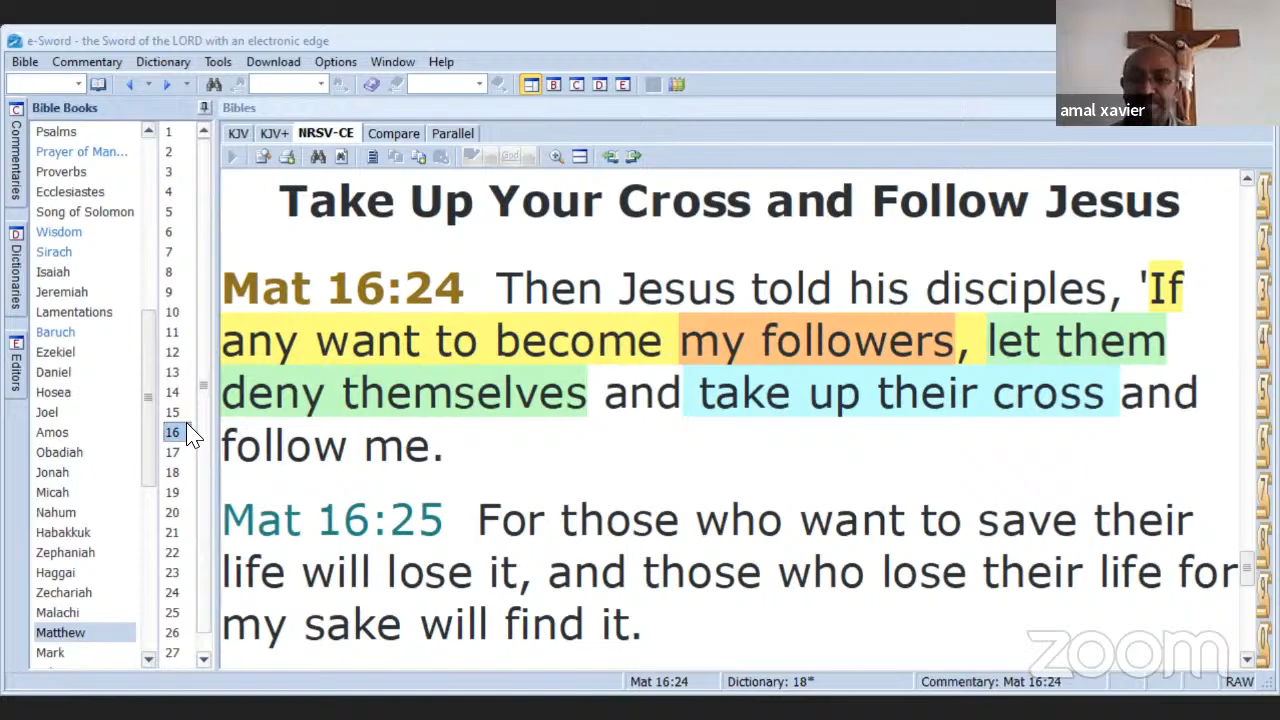 e-Sword - the Sword of the LORD with an electronic edge
Bible Commentary Dictionary Tools Download Options Window Help
amal xavier
Commentaries
Dictionaries
Editors
Bible Books
Psalms
Prayer of Man...
Proverbs
Ecclesiastes
Song of Solomon
Wisdom
Sirach
Isaiah
Jeremiah
Lamentations
Baruch
Ezekiel
Daniel
Hosea
Joel
Amos
Obadiah
Jonah
Micah
Nahum
Habakkuk
Zephaniah
Haggai
Zechariah
Malachi
Matthew
Mark
1
2
3
4
5
6
7
8
9
10
11
12
13
14
15
16
17
18
19
20
21
22
23
24
25
26
27
Bibles
KJV KJV+ NRSV-CE Compare Parallel
Take Up Your Cross and Follow Jesus
Mat 16:24 Then Jesus told his disciples, 'If
any want to become my followers, let them
deny themselves and take up their cross and
follow me.
Mat 16:25 For those who want to save their
life will lose it, and those who lose their life for
my sake will find it.
zoom
Mat 16:24 Dictionary: 18* Commentary: Mat 16:24 RAW